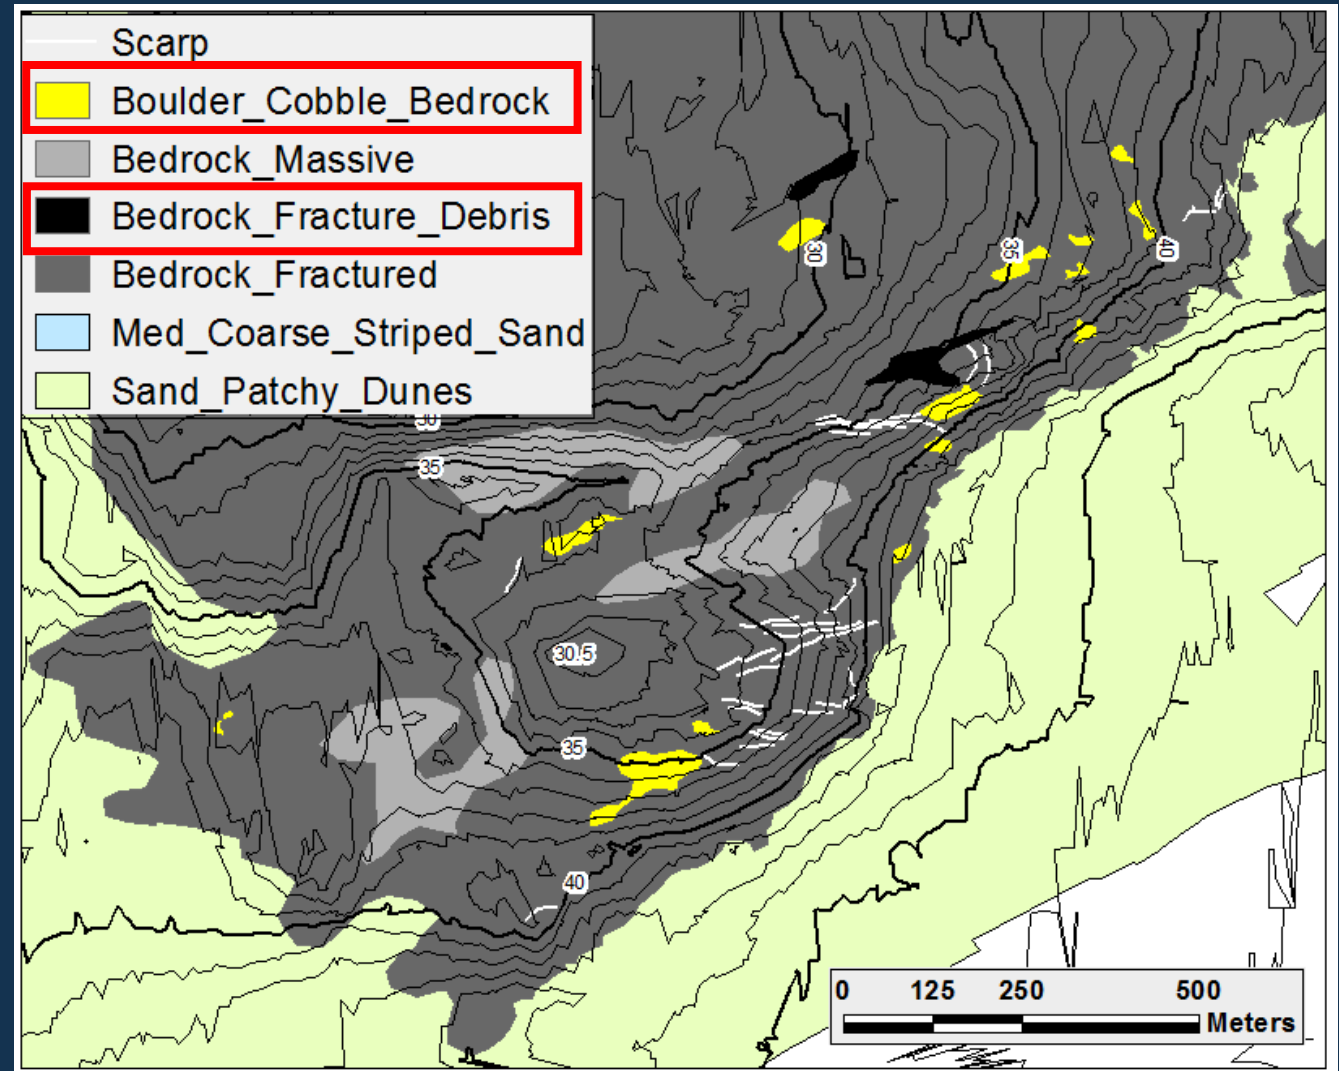 Scarp
Boulder_Cobble_Bedrock
Bedrock_Massive
Bedrock_Fracture_Debris
Bedrock_Fractured
Med_Coarse_Striped_Sand
Sand_Patchy_Dunes
30
35
40
30
35
30.5
35
40
0 125 250 500
Meters